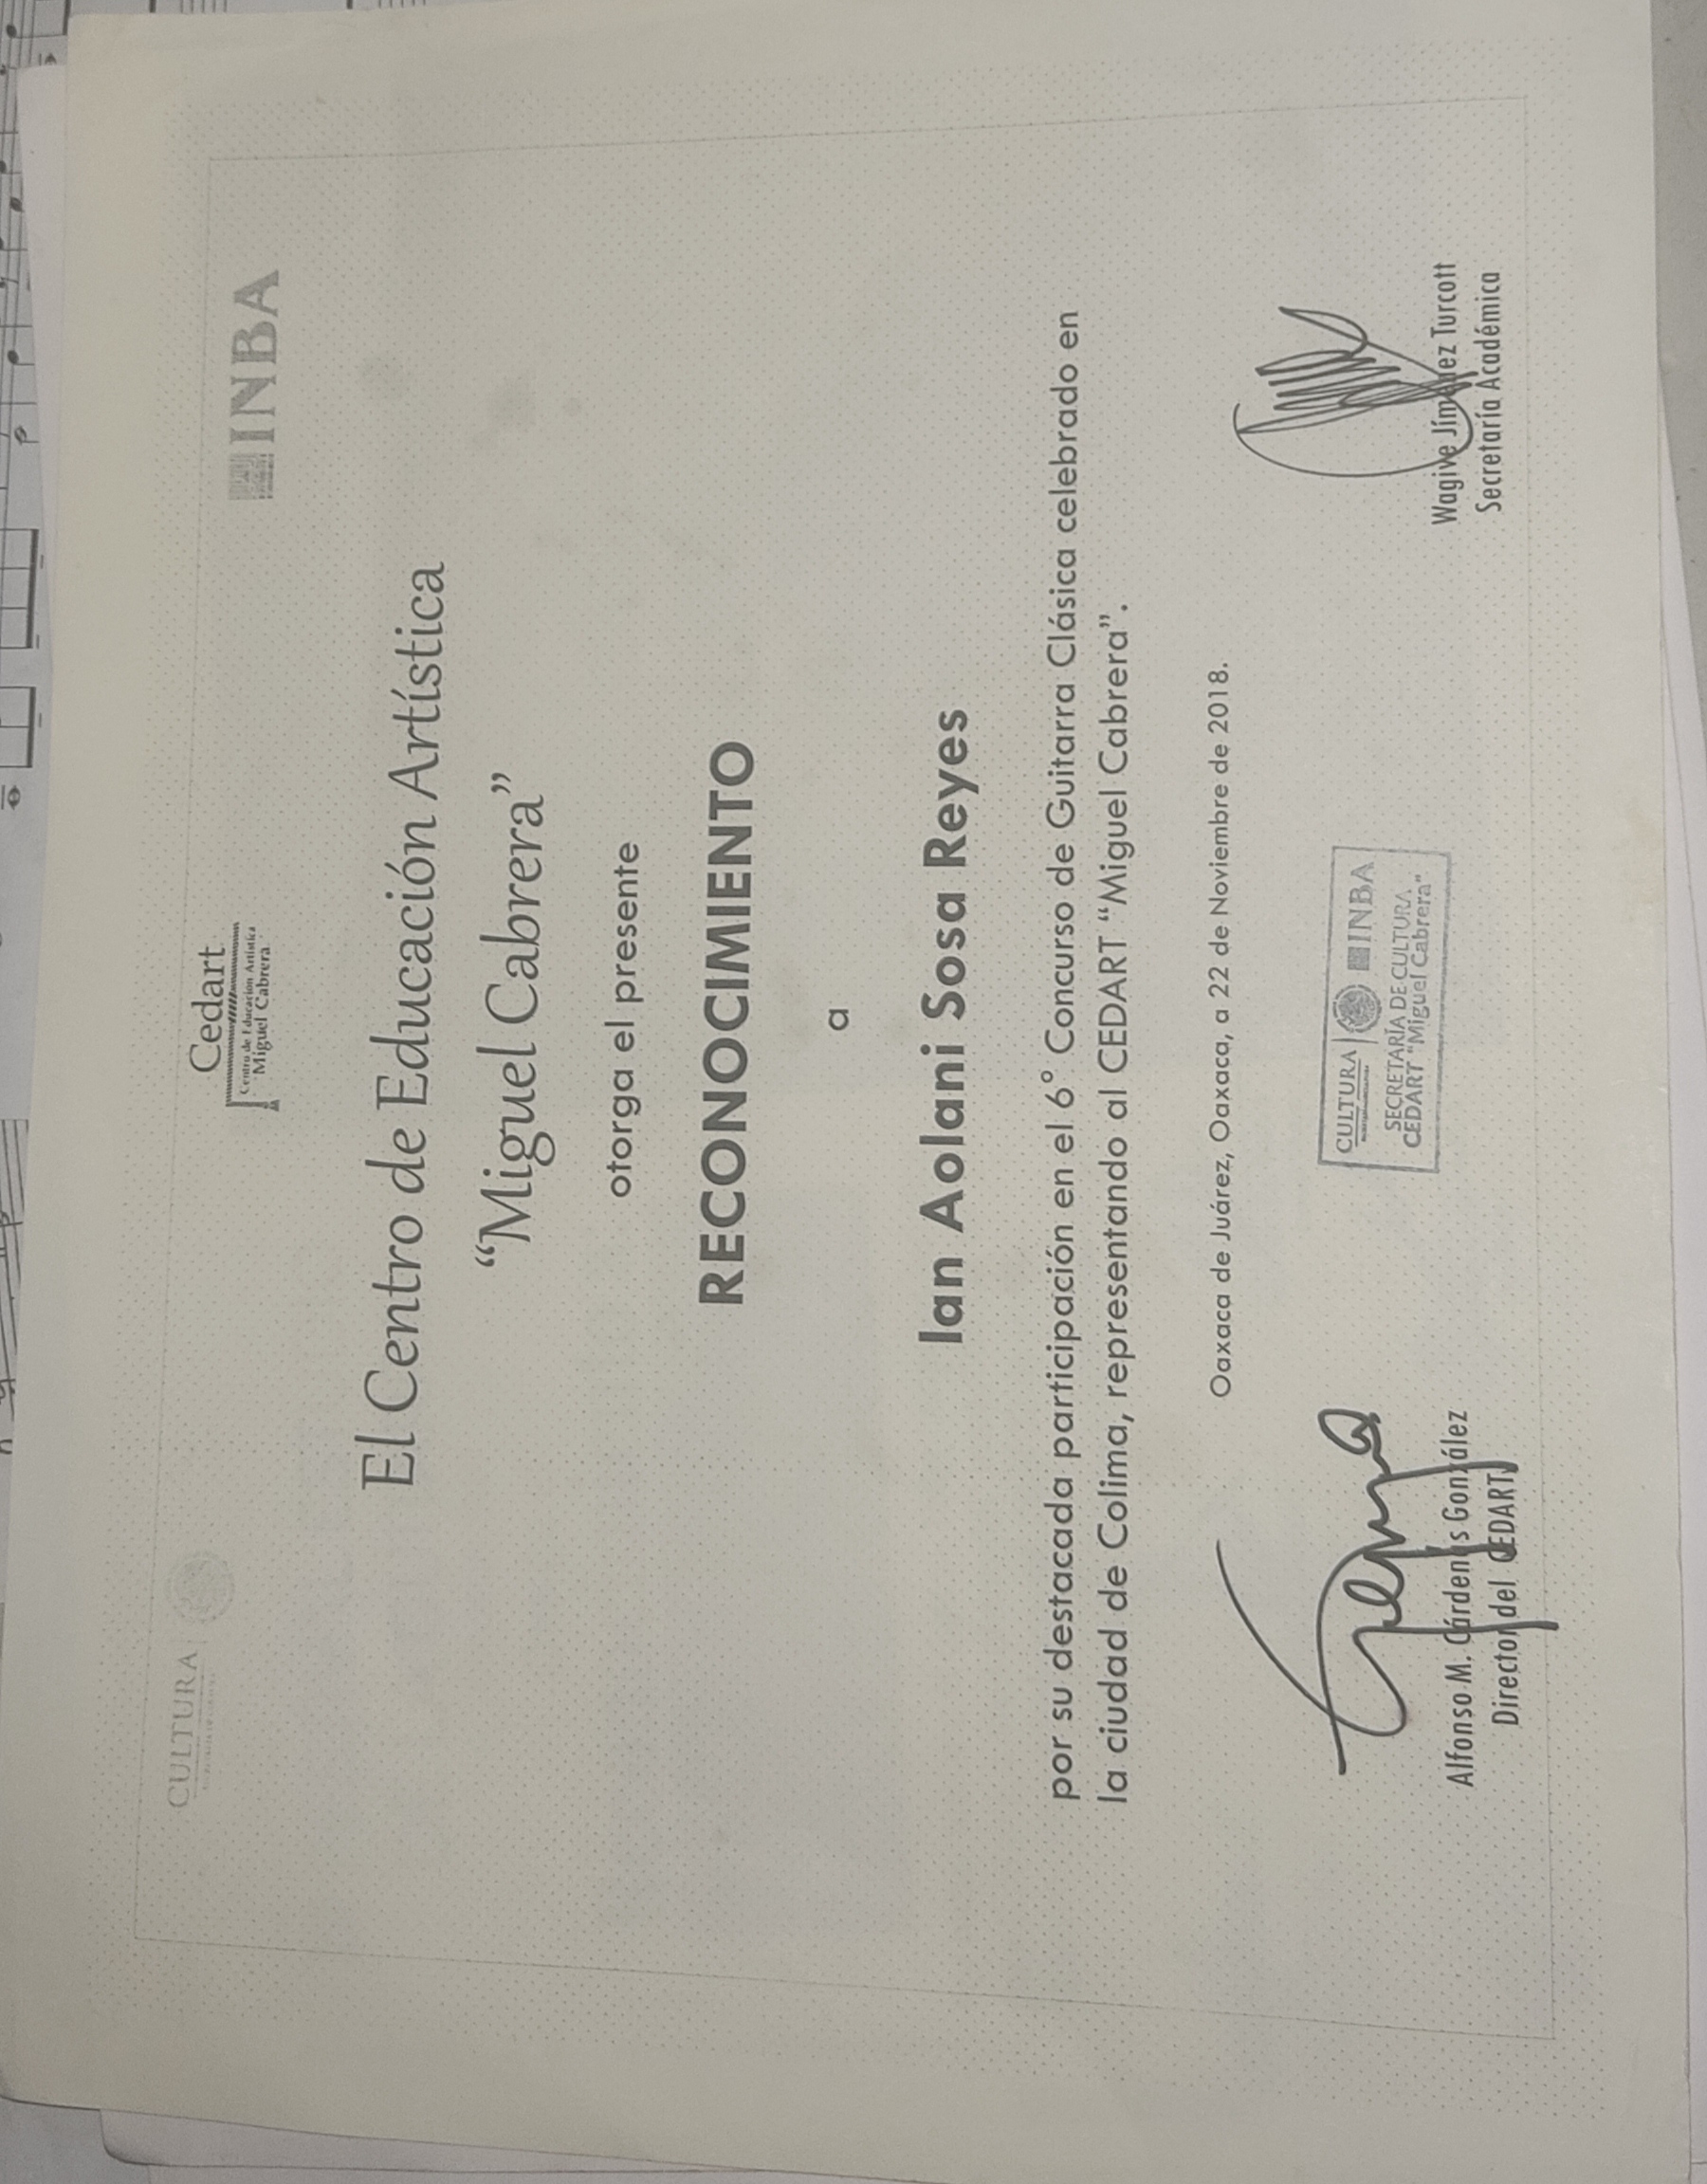 CULTURA
Cedart
Centro de Educación Artística
Miguel Cabrera
INBA
El Centro de Educación Artística
“Miguel Cabrera”
otorga el presente
RECONOCIMIENTO
a
Ian Aolani Sosa Reyes
por su destacada participación en el 6° Concurso de Guitarra Clásica celebrado en
la ciudad de Colima, representando al CEDART “Miguel Cabrera”.
Oaxaca de Juárez, Oaxaca, a 22 de Noviembre de 2018.
Alfonso M. Cárdenas González
Director del CEDART
CULTURA INBA
SECRETARÍA DE CULTURA
CEDART "Miguel Cabrera"
Wagive Jíménez Turcott
Secretaría Académica